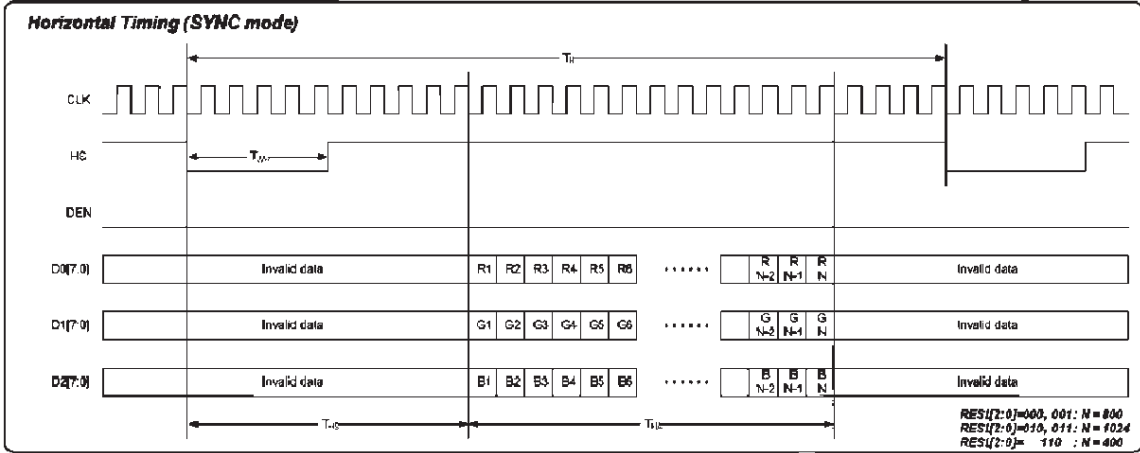 Horizontal Timing (SYNC mode)
CLK
HS
DEN
D0[7:0] Invalid data R1 R2 R3 R4 R5 R6 ...... R N-2 R N-1 R N Invalid data
D1[7:0] Invalid data G1 G2 G3 G4 G5 G6 ...... G N-2 G N-1 G N Invalid data
D2[7:0] Invalid data B1 B2 B3 B4 B5 B6 ...... B N-2 B N-1 B N Invalid data
RESL[2:0]=000, 001: N = 800
RESL[2:0]=010, 011: N = 1024
RESL[2:0]= 110 : N = 400